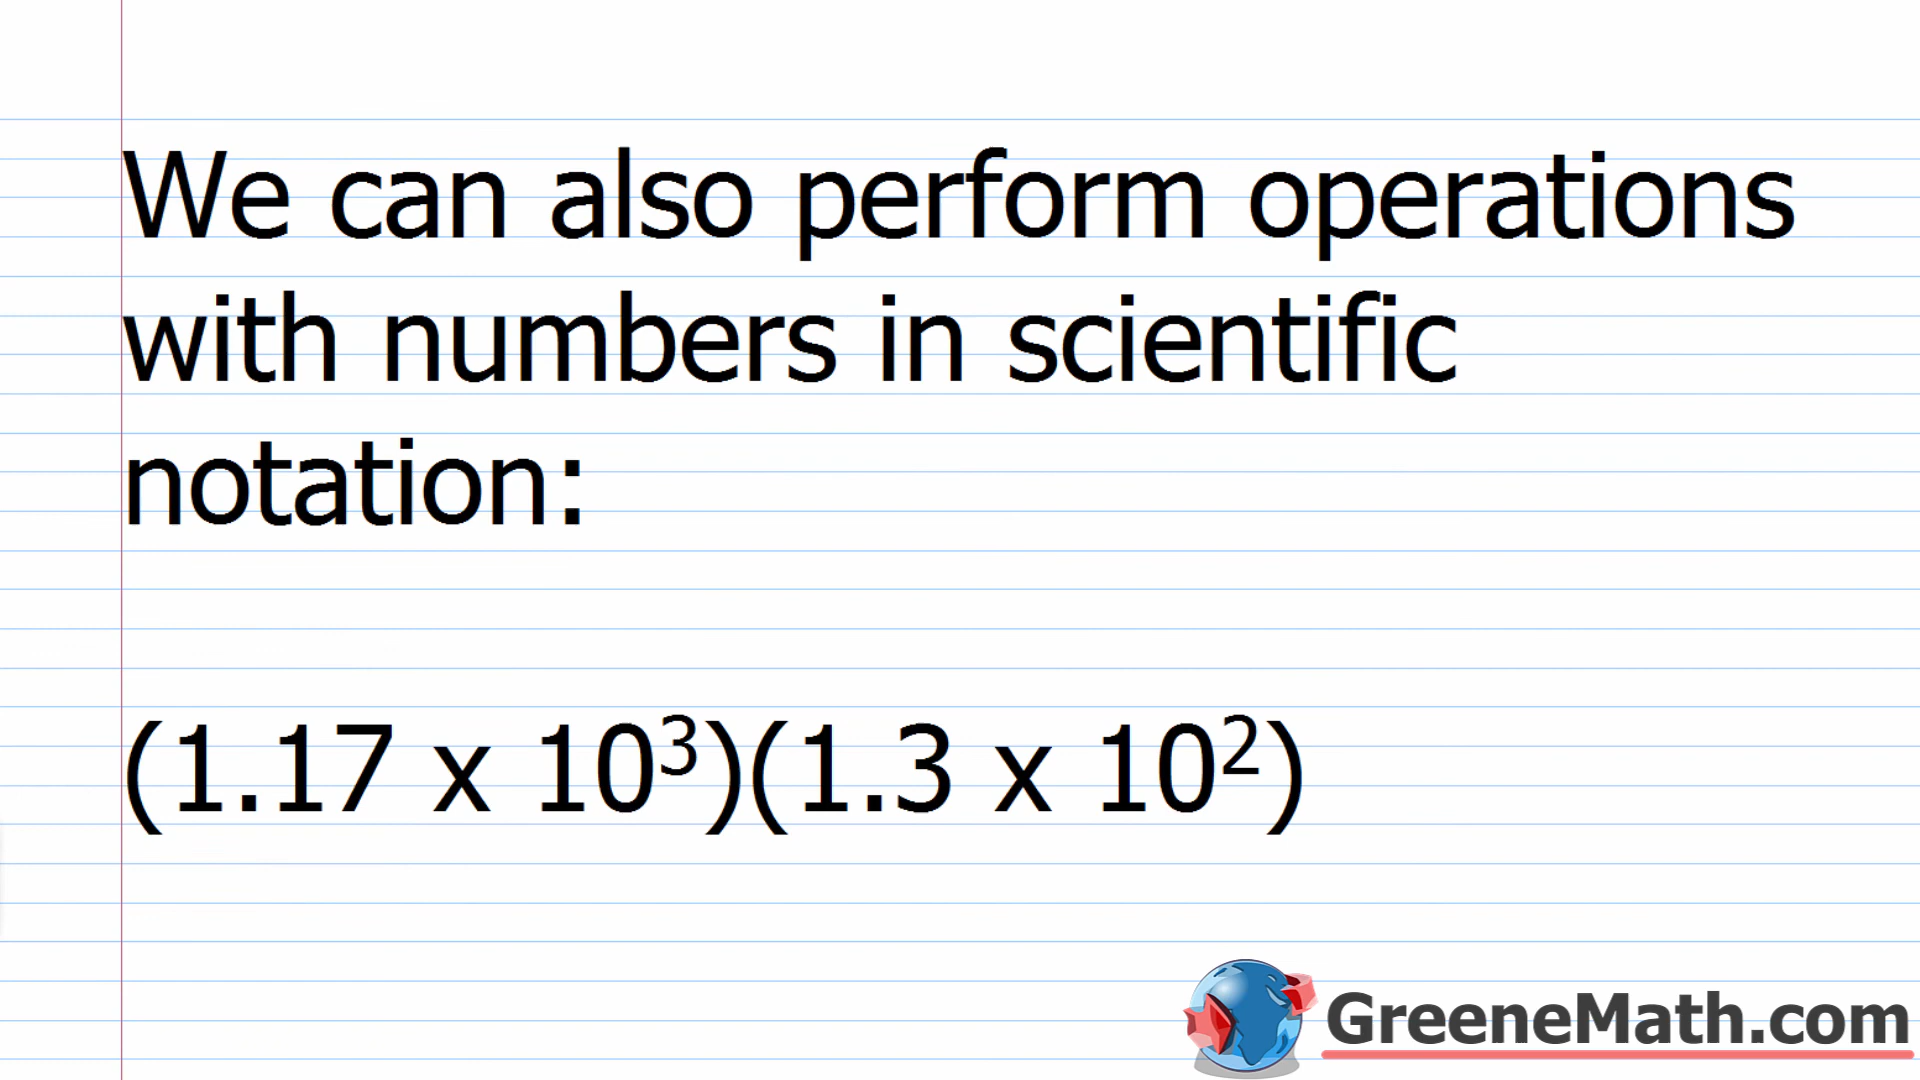 We can also perform operations
with numbers in scientific
notation:
(1.17 x 10³)(1.3 x 10²)
GreeneMath.com